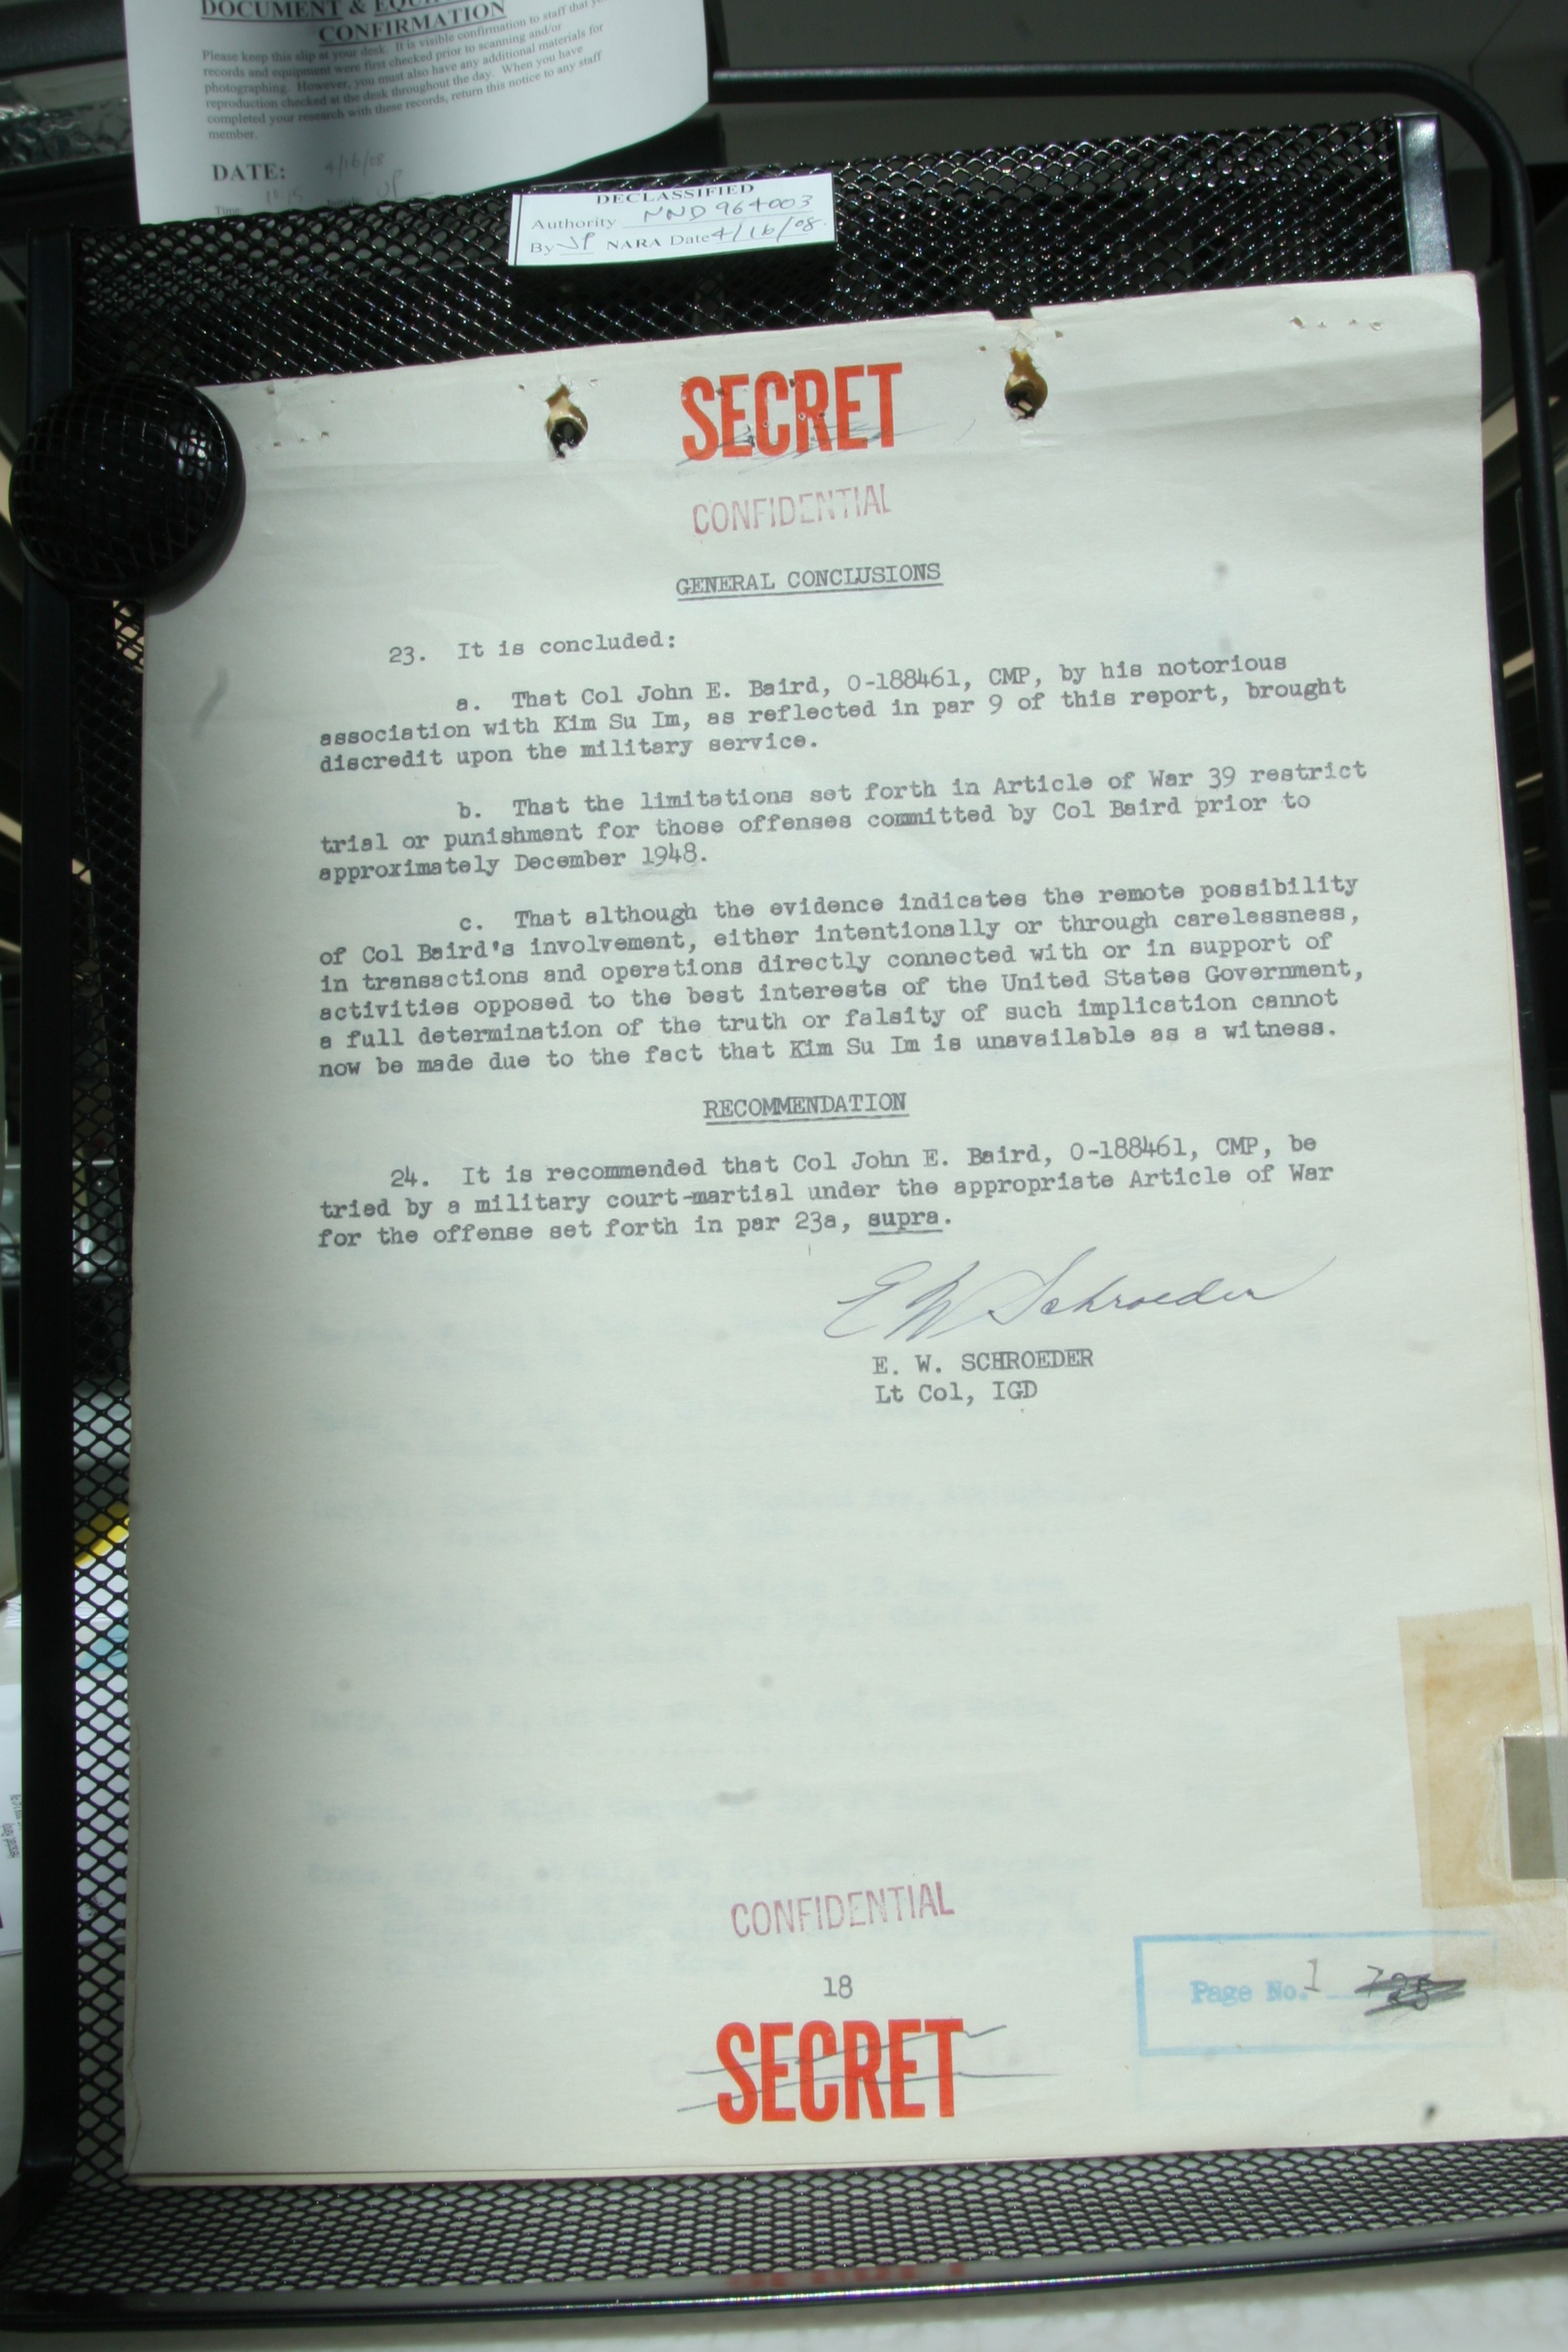 DOCUMENT &
CONFIRMATION
Please keep this slip at your desk. It is visible confirmation to staff that
records and equipment were first checked prior to scanning and/or
photographing. However, you must also have any additional materials for
reproduction checked at the desk throughout the day. When you have
completed your research with these records, return this notice to any staff
member.
DATE: 4/16/08
DECLASSIFIED
Authority NND 964003
By JP NARA Date 4/16/08
SECRET
CONFIDENTIAL
GENERAL CONCLUSIONS
23. It is concluded:
a. That Col John E. Baird, O-188461, CMP, by his notorious
association with Kim Su Im, as reflected in par 9 of this report, brought
discredit upon the military service.
b. That the limitations set forth in Article of War 39 restrict
trial or punishment for those offenses committed by Col Baird prior to
approximately December 1948.
c. That although the evidence indicates the remote possibility
of Col Baird's involvement, either intentionally or through carelessness,
in transactions and operations directly connected with or in support of
activities opposed to the best interests of the United States Government,
a full determination of the truth or falsity of such implication cannot
now be made due to the fact that Kim Su Im is unavailable as a witness.
RECOMMENDATION
24. It is recommended that Col John E. Baird, O-188461, CMP, be
tried by a military court-martial under the appropriate Article of War
for the offense set forth in par 23a, supra.
E W Schroeder
E. W. SCHROEDER
Lt Col, IGD
CONFIDENTIAL
18
Page No. 1
SECRET